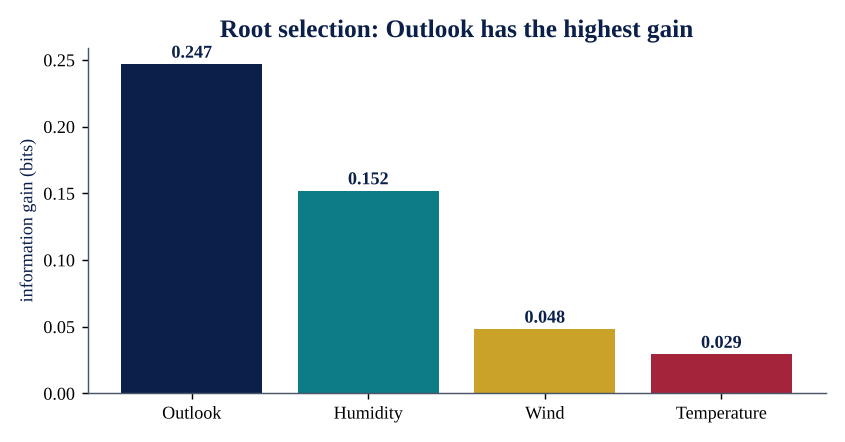 Root selection: Outlook has the highest gain
0.247
0.152
0.048
0.029
0.25
0.20
0.15
0.10
0.05
0.00
information gain (bits)
Outlook
Humidity
Wind
Temperature